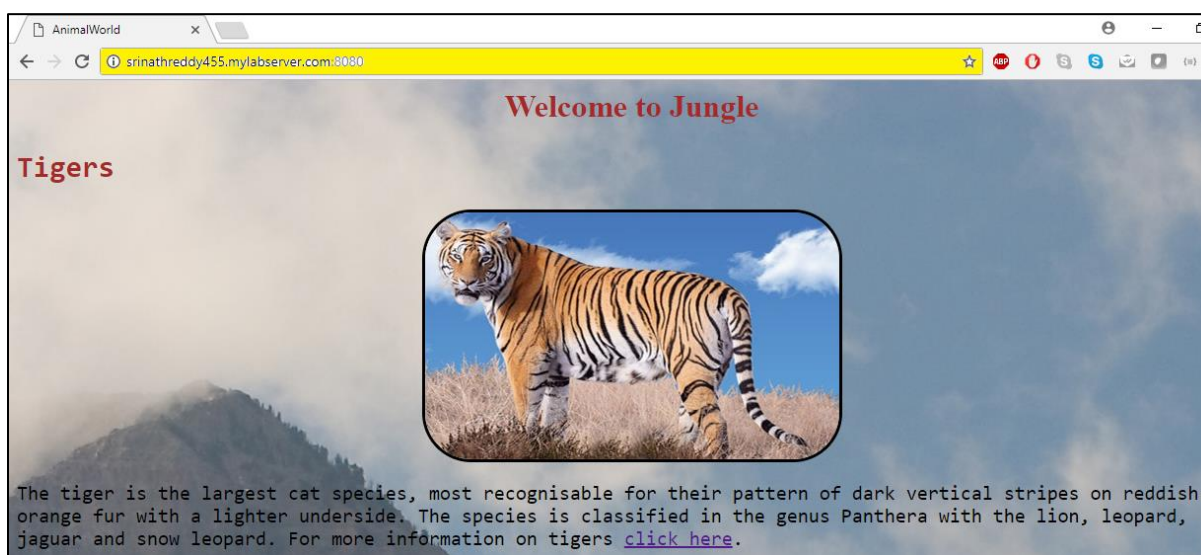 AnimalWorld
srinathreddy455.mylabserver.com:8080
ABP
S
S
Welcome to Jungle
Tigers
The tiger is the largest cat species, most recognisable for their pattern of dark vertical stripes on reddish
orange fur with a lighter underside. The species is classified in the genus Panthera with the lion, leopard,
jaguar and snow leopard. For more information on tigers click here.